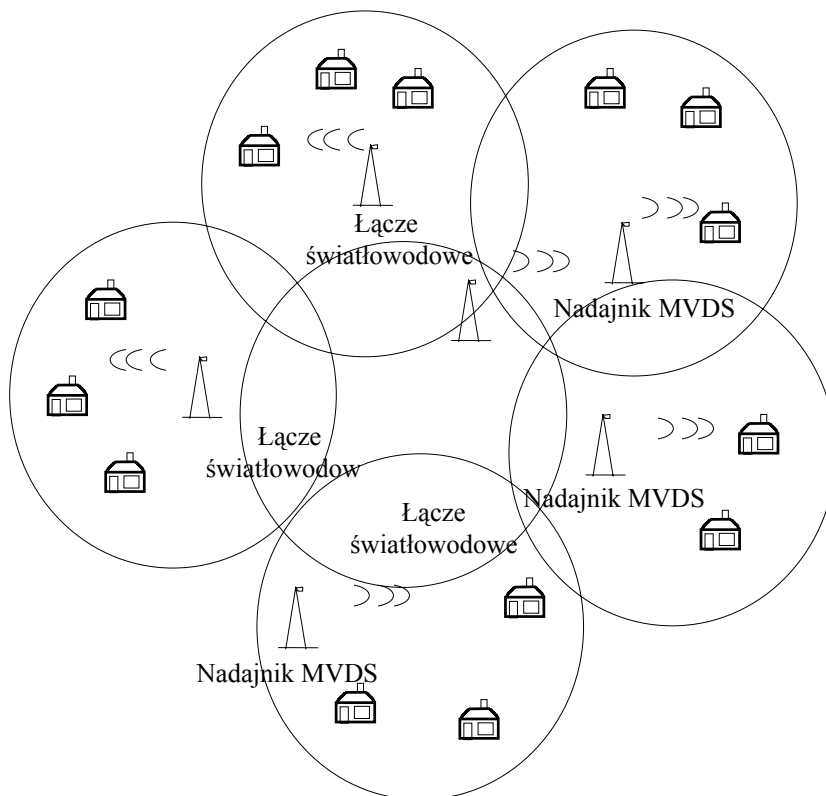 Łącze
światłowodowe
Nadajnik MVDS
Łącze
światłowodow
Nadajnik MVDS
Łącze
światłowodowe
Nadajnik MVDS